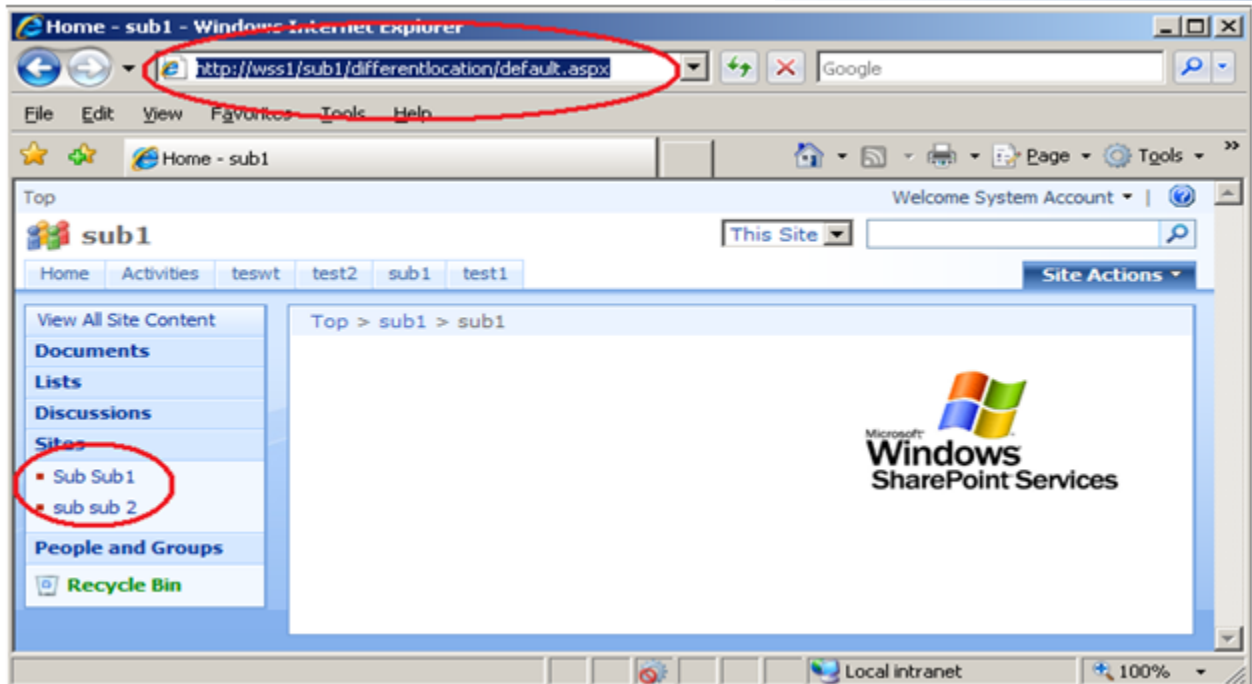 Home - sub1 - Windows Internet Explorer
http://wss1/sub1/differentlocation/default.aspx
Google
File Edit View Favorites Tools Help
Home - sub1
Page Tools »
Top
Welcome System Account
sub1
This Site
Home Activities teswt test2 sub1 test1
Site Actions
View All Site Content
Top > sub1 > sub1
Documents
Lists
Discussions
Sites
Sub Sub1
sub sub 2
People and Groups
Recycle Bin
Microsoft
Windows
SharePoint Services
Local intranet
100%